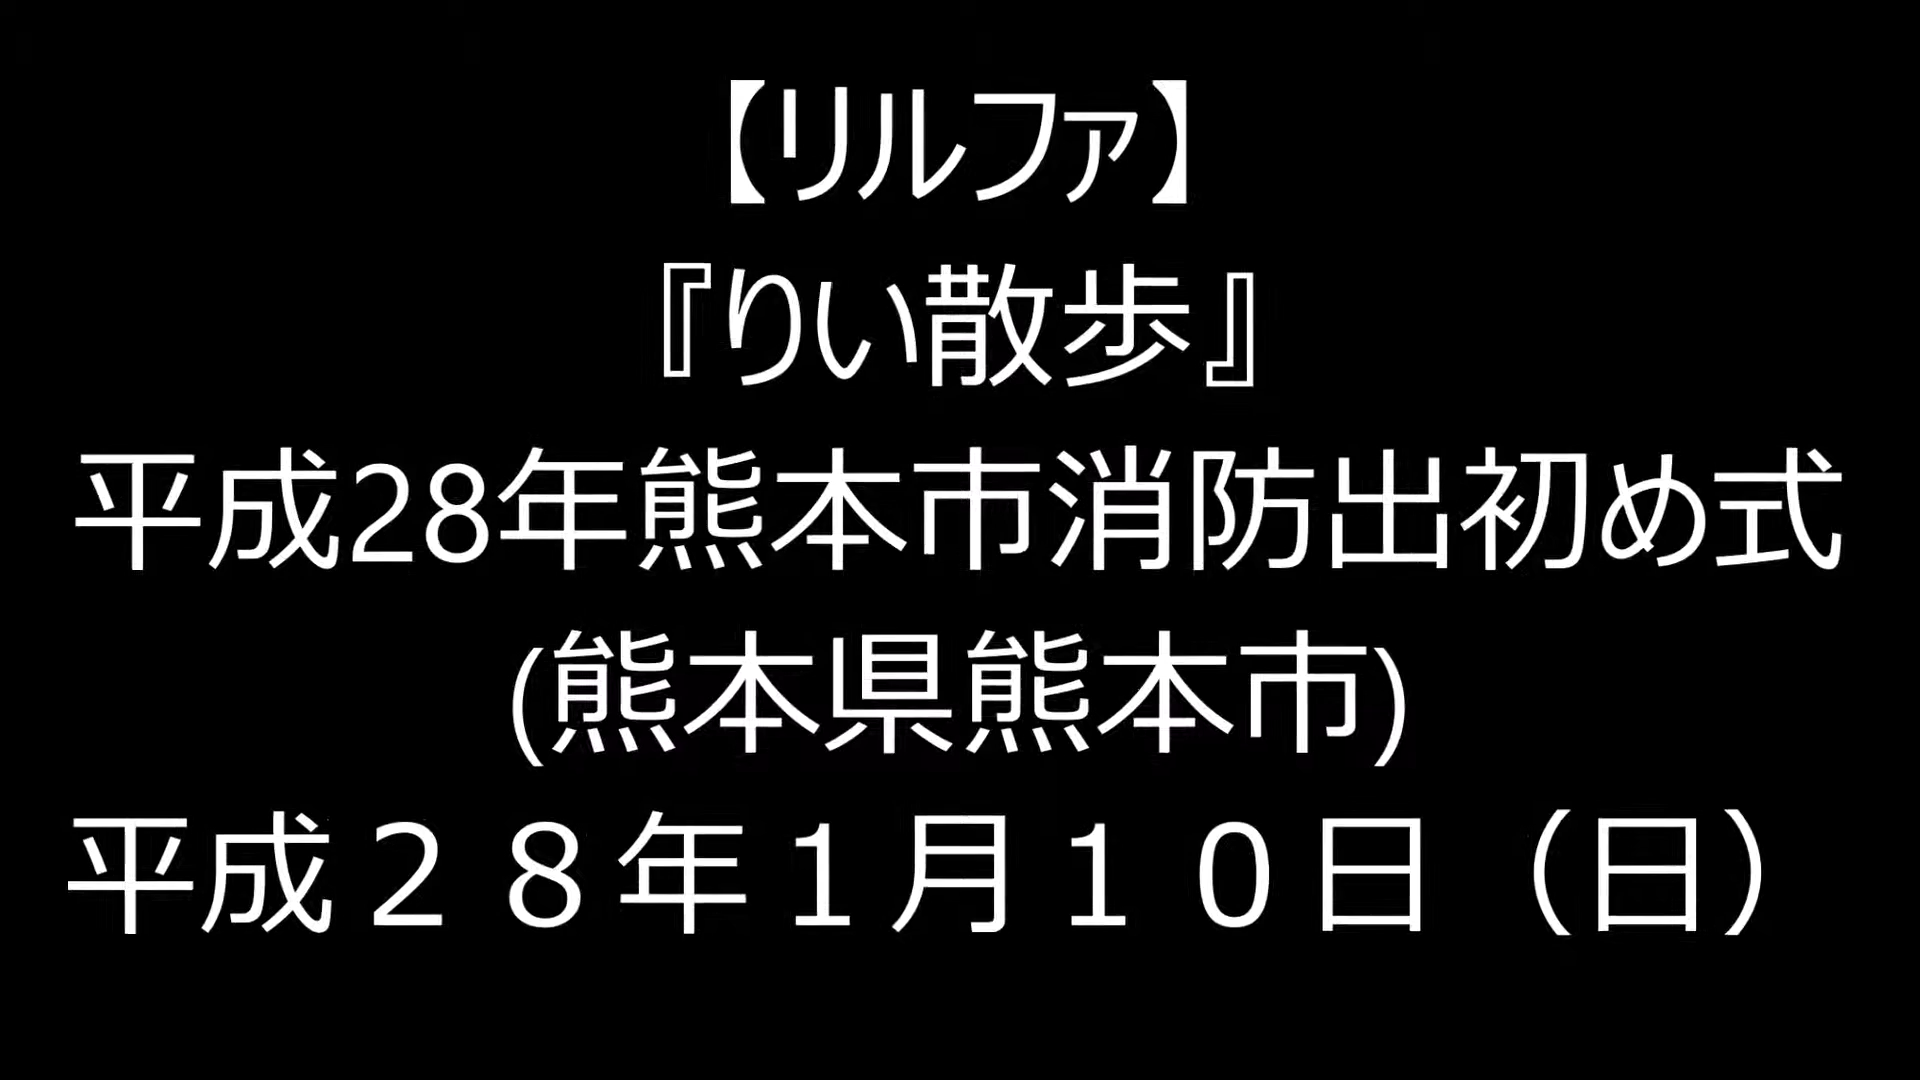 【リルファ】
『りい散歩』
平成28年熊本市消防出初め式
(熊本県熊本市)
平成２８年１月１０日（日）